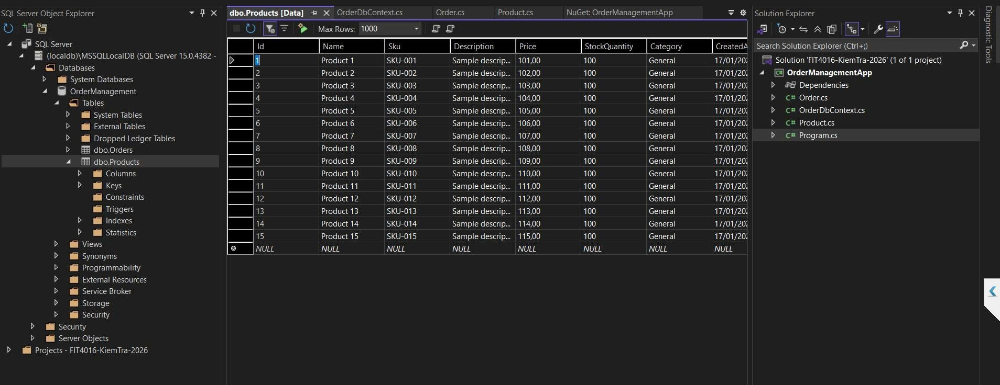 SQL Server Object Explorer
SQL Server
(localdb)\MSSQLLocalDB (SQL Server 15.0.4382 -
Databases
System Databases
OrderManagement
Tables
System Tables
External Tables
Dropped Ledger Tables
dbo.Orders
dbo.Products
Columns
Keys
Constraints
Triggers
Indexes
Statistics
Views
Synonyms
Programmability
External Resources
Service Broker
Storage
Security
Security
Server Objects
Projects - FIT4016-KiemTra-2026
dbo.Products [Data] OrderDbContext.cs Order.cs Product.cs NuGet: OrderManagementApp
Max Rows: 1000
Id Name Sku Description Price StockQuantity Category CreatedA
1 Product 1 SKU-001 Sample descrip... 101,00 100 General 17/01/202
2 Product 2 SKU-002 Sample descrip... 102,00 100 General 17/01/202
3 Product 3 SKU-003 Sample descrip... 103,00 100 General 17/01/202
4 Product 4 SKU-004 Sample descrip... 104,00 100 General 17/01/202
5 Product 5 SKU-005 Sample descrip... 105,00 100 General 17/01/202
6 Product 6 SKU-006 Sample descrip... 106,00 100 General 17/01/202
7 Product 7 SKU-007 Sample descrip... 107,00 100 General 17/01/202
8 Product 8 SKU-008 Sample descrip... 108,00 100 General 17/01/202
9 Product 9 SKU-009 Sample descrip... 109,00 100 General 17/01/202
10 Product 10 SKU-010 Sample descrip... 110,00 100 General 17/01/202
11 Product 11 SKU-011 Sample descrip... 111,00 100 General 17/01/202
12 Product 12 SKU-012 Sample descrip... 112,00 100 General 17/01/202
13 Product 13 SKU-013 Sample descrip... 113,00 100 General 17/01/202
14 Product 14 SKU-014 Sample descrip... 114,00 100 General 17/01/202
15 Product 15 SKU-015 Sample descrip... 115,00 100 General 17/01/202
NULL NULL NULL NULL NULL NULL NULL NULL
Solution Explorer
Search Solution Explorer (Ctrl+;)
Solution 'FIT4016-KiemTra-2026' (1 of 1 project)
OrderManagementApp
Dependencies
C# Order.cs
C# OrderDbContext.cs
C# Product.cs
C# Program.cs
Diagnostic Tools